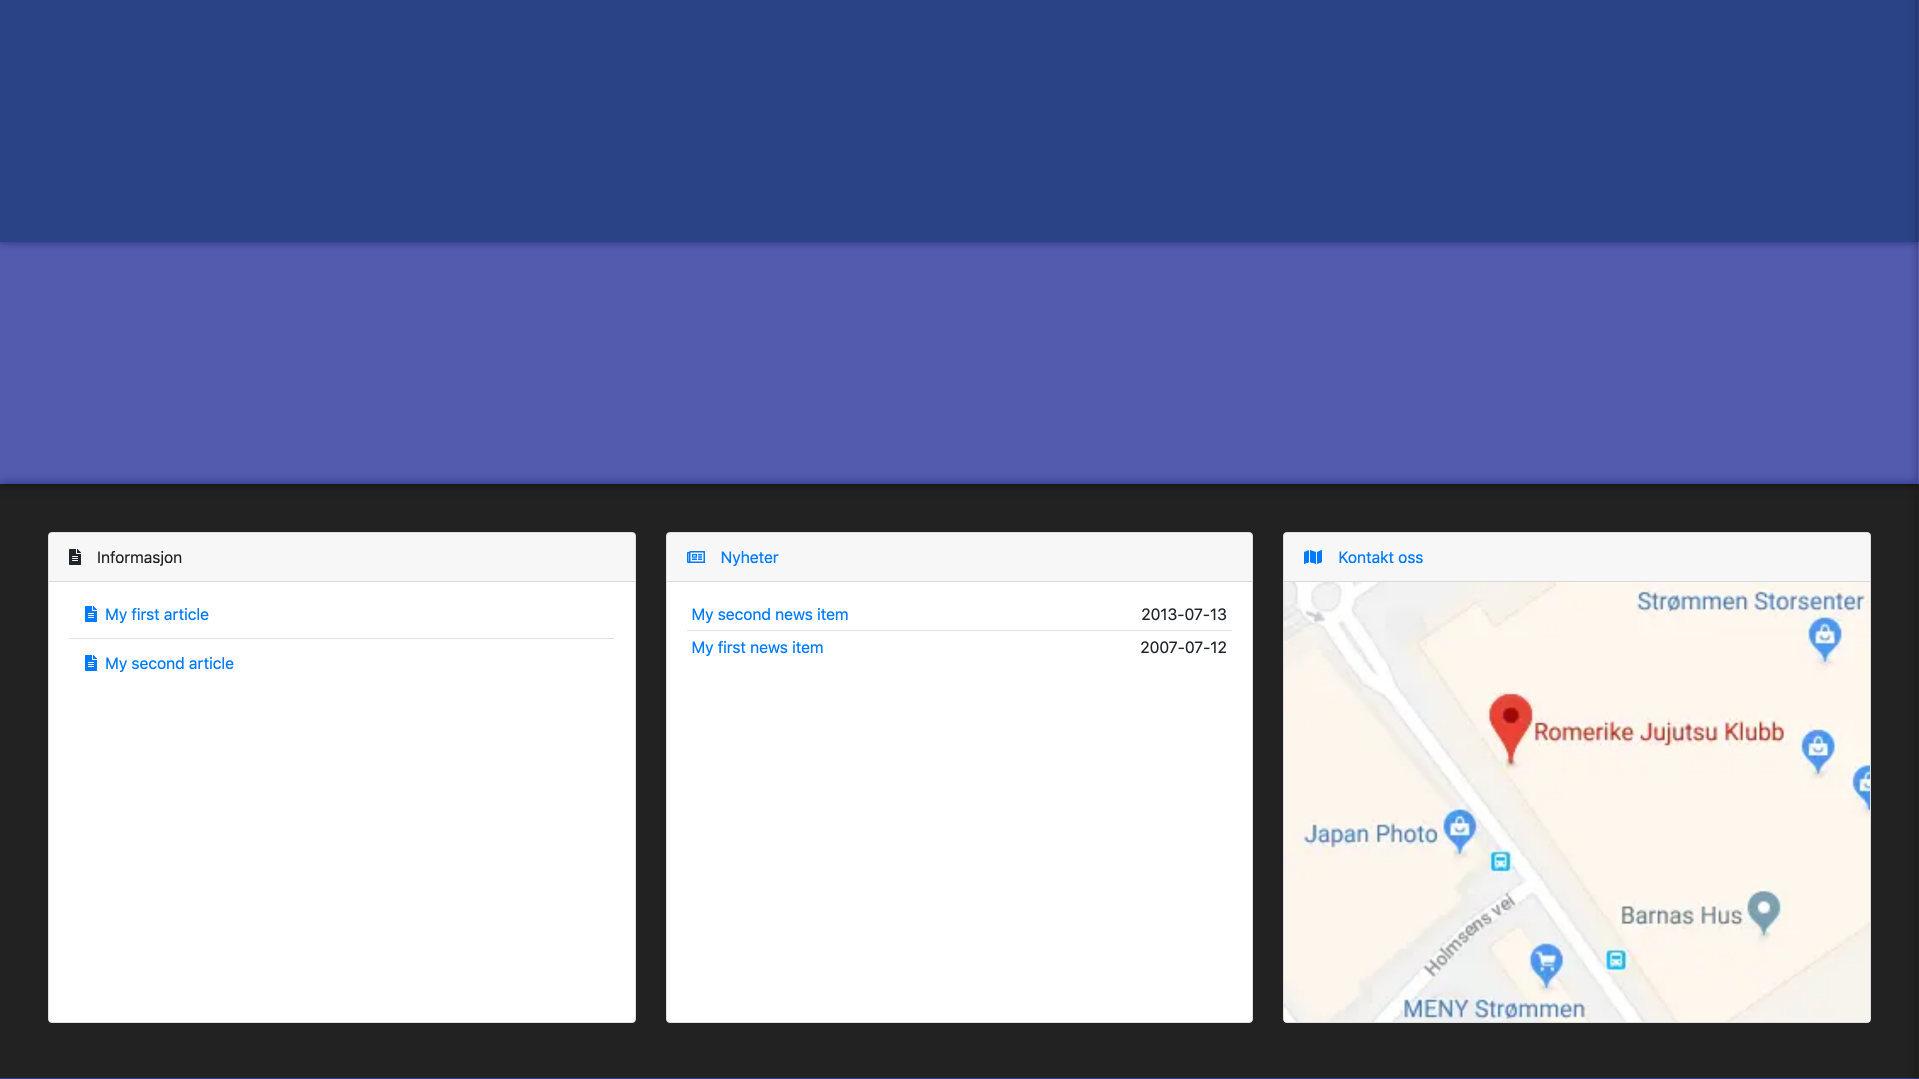 Informasjon
My first article
My second article
Nyheter
My second news item 2013-07-13
My first news item 2007-07-12
Kontakt oss
Strømmen Storsenter
Romerike Jujutsu Klubb
Japan Photo
Barnas Hus
Holmsens vei
MENY Strømmen